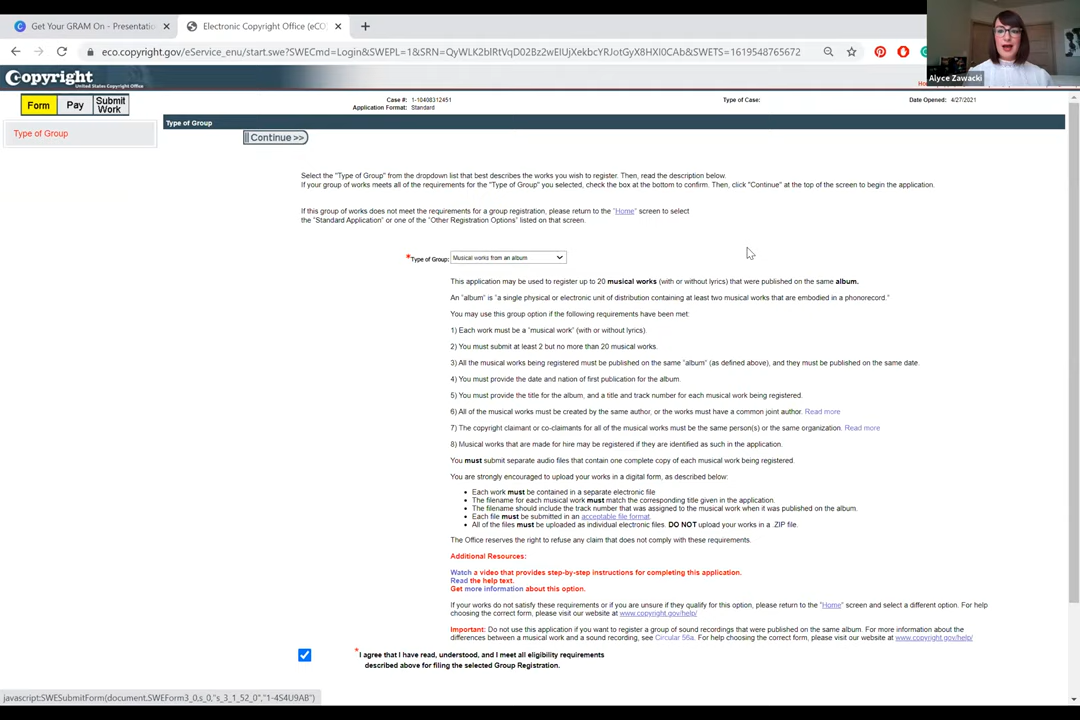 Get Your GRAM On - Presentatio
Electronic Copyright Office (eCO
eco.copyright.gov/eService_enu/start.swe?SWECmd=Login&SWEPL=1&SRN=QyWLK2blRtVqD02Bz2wElUjXekbcYRJotGyX8HXI0CAb&SWETS=1619548765672
Alyce Zawacki
Copyright
United States Copyright Office
Form
Pay
Submit Work
Case #: 1-10408312451
Application Format: Standard
Type of Case:
Date Opened: 4/27/2021
Type of Group
Type of Group
Continue >>
Select the "Type of Group" from the dropdown list that best describes the works you wish to register. Then, read the description below.
If your group of works meets all of the requirements for the "Type of Group" you selected, check the box at the bottom to confirm. Then, click "Continue" at the top of the screen to begin the application.
If this group of works does not meet the requirements for a group registration, please return to the "Home" screen to select
the "Standard Application" or one of the "Other Registration Options" listed on that screen.
*Type of Group: Musical works from an album
This application may be used to register up to 20 musical works (with or without lyrics) that were published on the same album.
An "album" is "a single physical or electronic unit of distribution containing at least two musical works that are embodied in a phonorecord."
You may use this group option if the following requirements have been met:
1) Each work must be a "musical work" (with or without lyrics).
2) You must submit at least 2 but no more than 20 musical works.
3) All the musical works being registered must be published on the same "album" (as defined above), and they must be published on the same date.
4) You must provide the date and nation of first publication for the album.
5) You must provide the title for the album, and a title and track number for each musical work being registered.
6) All of the musical works must be created by the same author, or the works must have a common joint author. Read more
7) The copyright claimant or co-claimants for all of the musical works must be the same person(s) or the same organization. Read more
8) Musical works that are made for hire may be registered if they are identified as such in the application.
You must submit separate audio files that contain one complete copy of each musical work being registered.
You are strongly encouraged to upload your works in a digital form, as described below:
• Each work must be contained in a separate electronic file
• The filename for each musical work must match the corresponding title given in the application.
• The filename should include the track number that was assigned to the musical work when it was published on the album.
• Each file must be submitted in an acceptable file format.
• All of the files must be uploaded as individual electronic files. DO NOT upload your works in a .ZIP file.
The Office reserves the right to refuse any claim that does not comply with these requirements.
Additional Resources:
Watch a video that provides step-by-step instructions for completing this application.
Read the help text.
Get more information about this option.
If your works do not satisfy these requirements or if you are unsure if they qualify for this option, please return to the "Home" screen and select a different option. For help
choosing the correct form, please visit our website at www.copyright.gov/help/
Important: Do not use this application if you want to register a group of sound recordings that were published on the same album. For more information about the
differences between a musical work and a sound recording, see Circular 56a. For help choosing the correct form, please visit our website at www.copyright.gov/help/
*I agree that I have read, understood, and I meet all eligibility requirements
described above for filing the selected Group Registration.
javascript:SWESubmitForm(document.SWEForm3_0,s_0,"s_3_1_52_0","1-4S4U9AB")